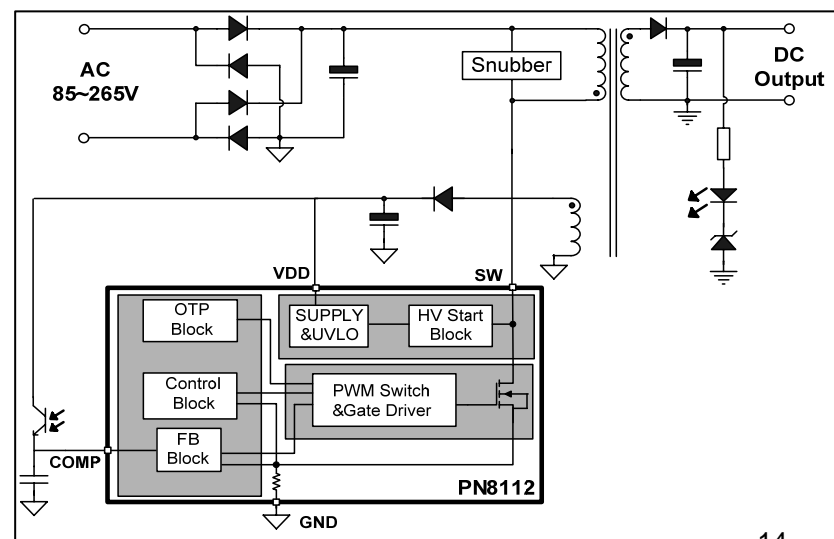 AC
85~265V
Snubber
DC
Output
VDD
SW
OTP
Block
SUPPLY
&UVLO
HV Start
Block
Control
Block
PWM Switch
&Gate Driver
FB
Block
COMP
PN8112
GND